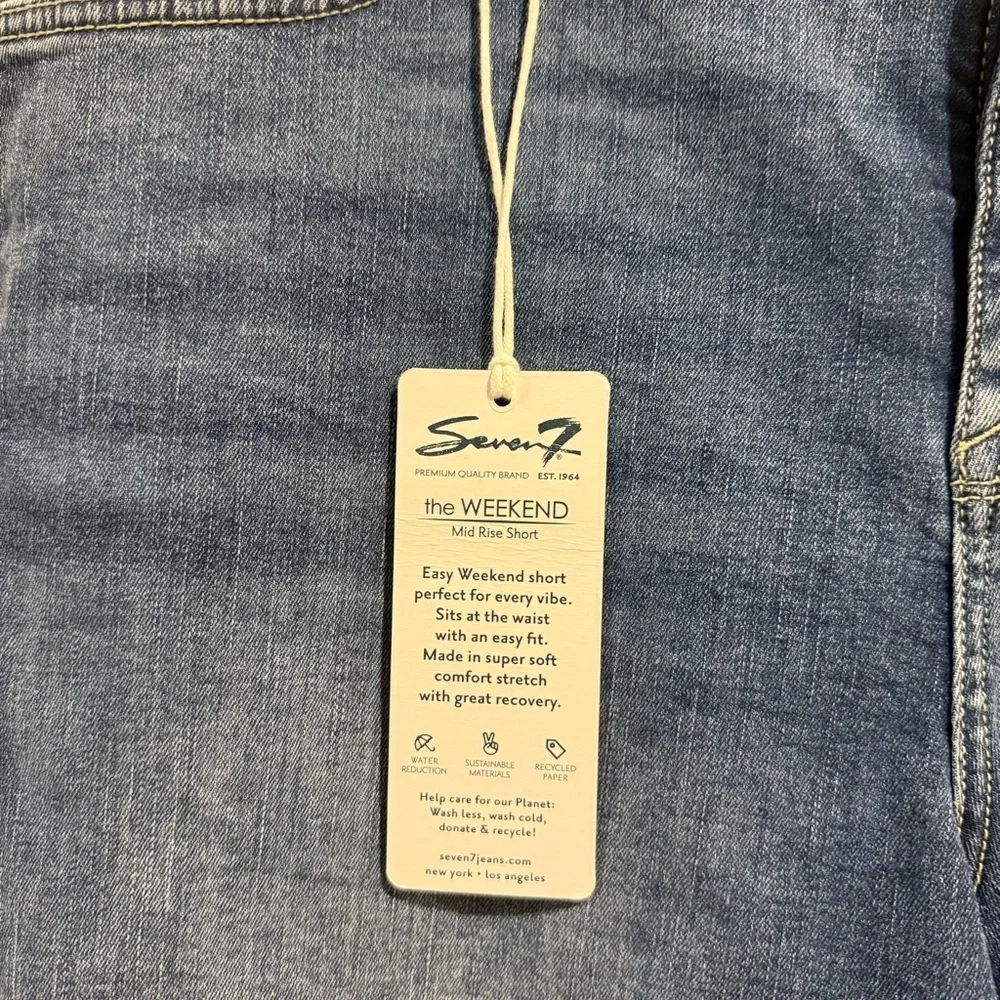 Seven7®
PREMIUM QUALITY BRAND EST. 1964
the WEEKEND
Mid Rise Short
Easy Weekend short
perfect for every vibe.
Sits at the waist
with an easy fit.
Made in super soft
comfort stretch
with great recovery.
WATER
REDUCTION
SUSTAINABLE
MATERIALS
RECYCLED
PAPER
Help care for our Planet:
Wash less, wash cold,
donate & recycle!
seven7jeans.com
new york • los angeles